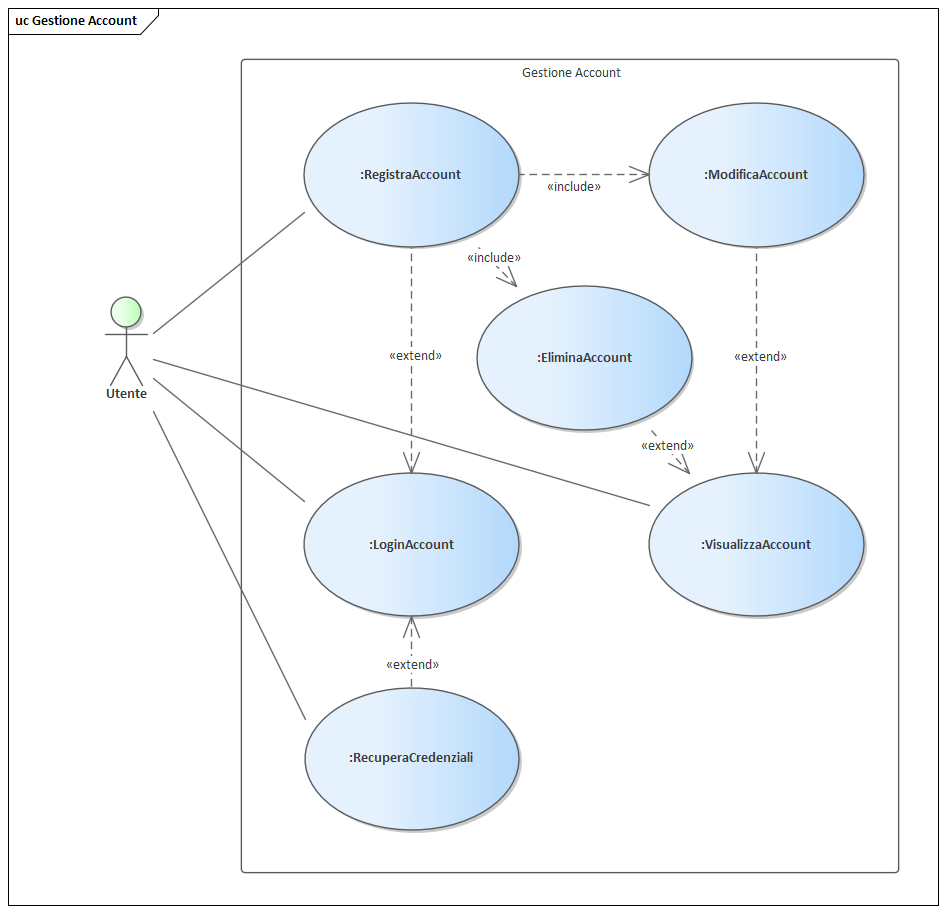 uc Gestione Account
Gestione Account
:RegistraAccount
:ModificaAccount
«include»
«include»
«extend»
:EliminaAccount
«extend»
Utente
«extend»
:LoginAccount
:VisualizzaAccount
«extend»
:RecuperaCredenziali